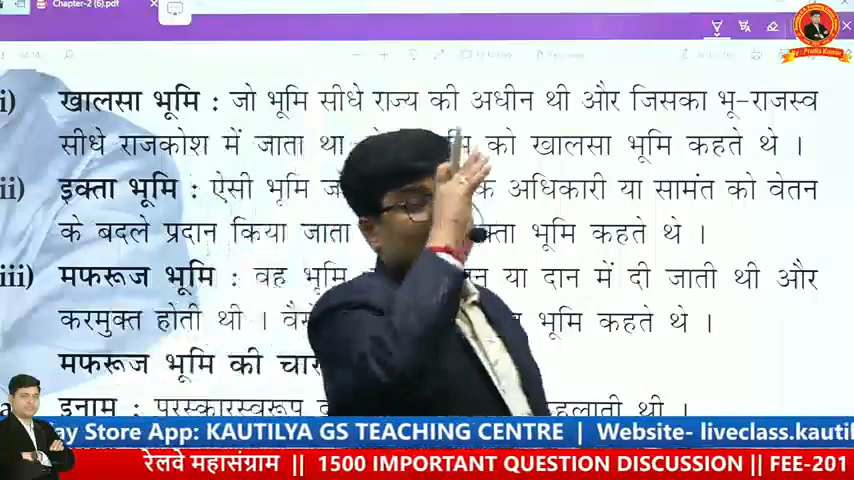 Chapter-2 (6).pdf
i) खालसा भूमि : जो भूमि सीधे राज्य की अधीन थी और जिसका भू-राजस्व
सीधे राजकोश में जाता था को खालसा भूमि कहते थे ।
ii) इक्ता भूमि : ऐसी भूमि अधिकारी या सामंत को वेतन
के बदले प्रदान किया जाता भूमि कहते थे ।
iii) मफरूज भूमि : वह भूमि या दान में दी जाती थी और
करमुक्त होती थी । भूमि कहते थे ।
मफरूज भूमि की
इनाम : पुरस्कारस्वरूप थी ।
ay Store App: KAUTILYA GS TEACHING CENTRE | Website- liveclass.kautil
रेलवे महासंग्राम || 1500 IMPORTANT QUESTION DISCUSSION || FEE-201